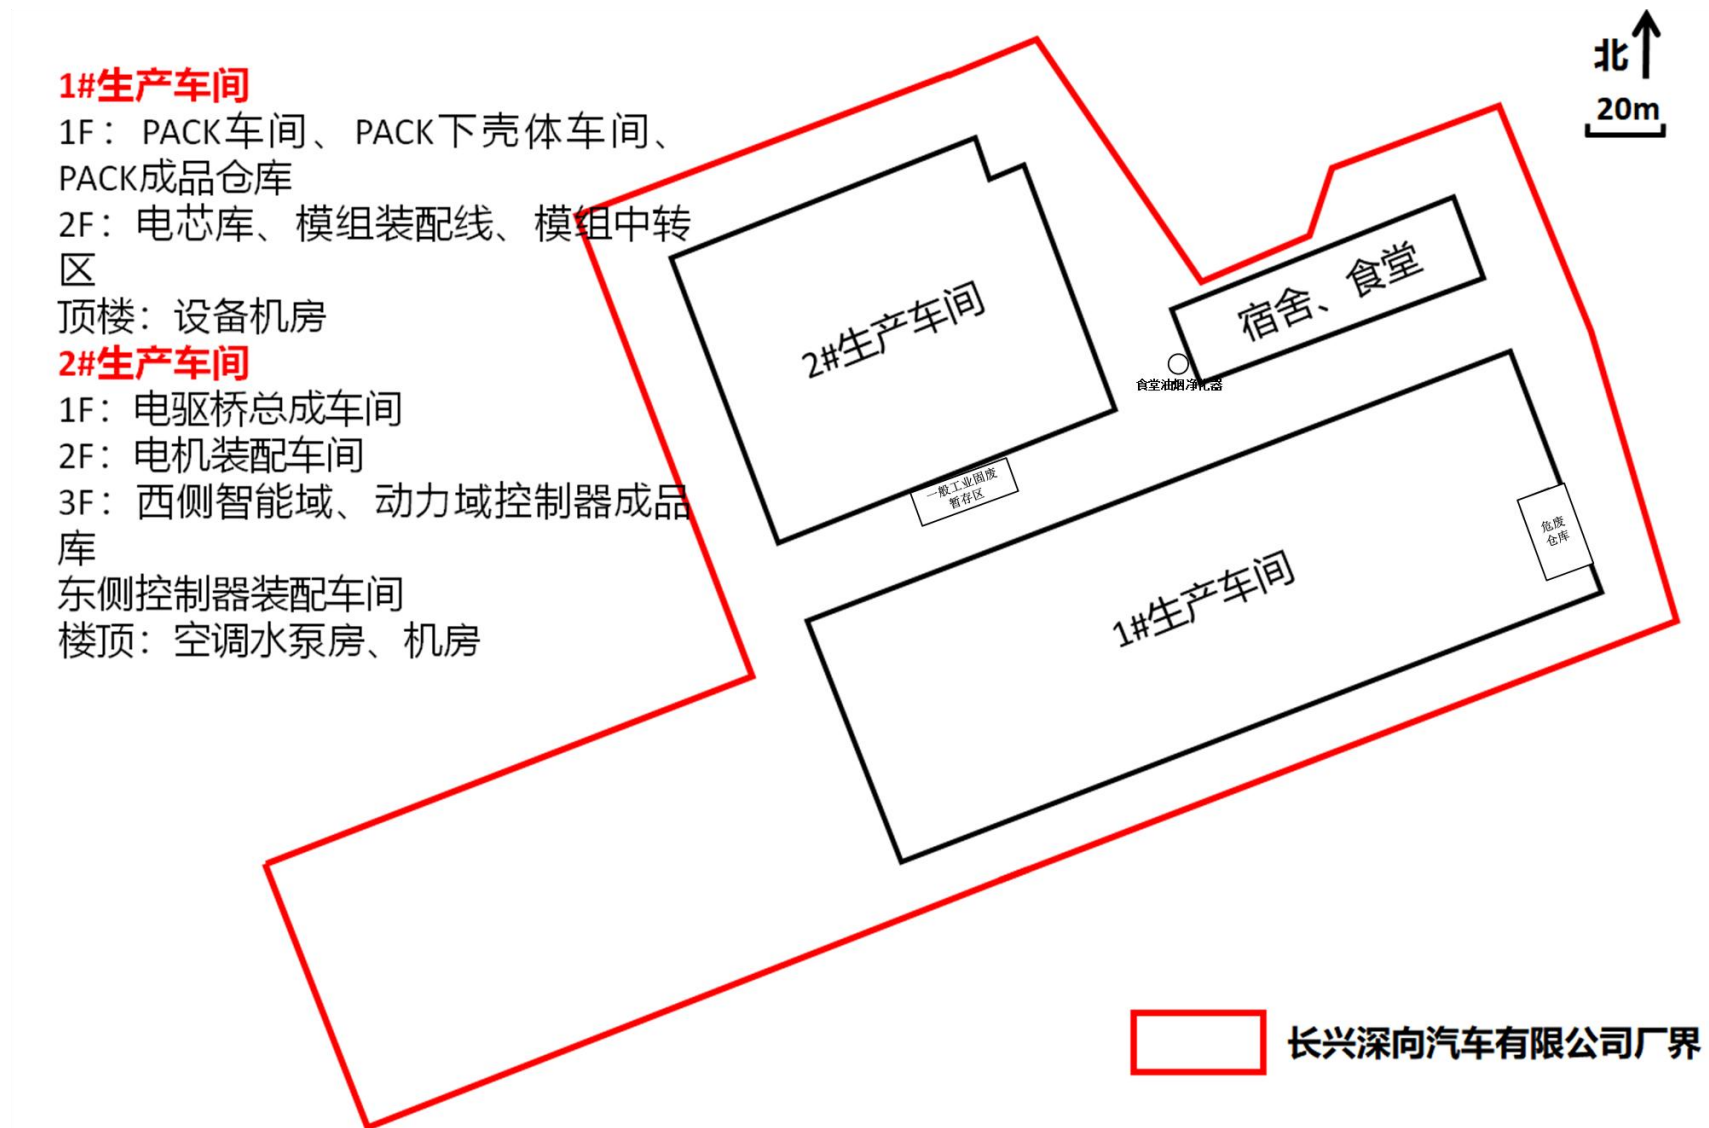 1#生产车间
1F：PACK车间、PACK下壳体车间、
PACK成品仓库
2F：电芯库、模组装配线、模组中转
区
顶楼：设备机房
2#生产车间
1F：电驱桥总成车间
2F：电机装配车间
3F：西侧智能域、动力域控制器成品
库
东侧控制器装配车间
楼顶：空调水泵房、机房
北
20m
2#生产车间
宿舍、食堂
食堂油烟净化器
一般工业固废
暂存区
危废
仓库
1#生产车间
长兴深向汽车有限公司厂界